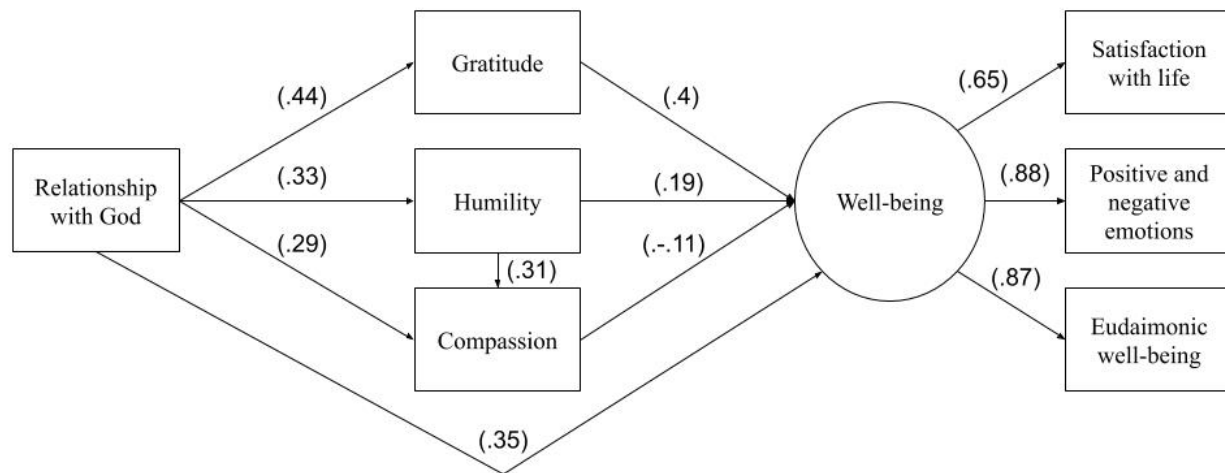 Gratitude
Satisfaction
with life
(.44)
(.4)
(.65)
Relationship
with God
(.33)
Humility
(.19)
Well-being
(.88)
Positive and
negative
emotions
(.29)
(.31)
(.-.11)
(.87)
Compassion
Eudaimonic
well-being
(.35)